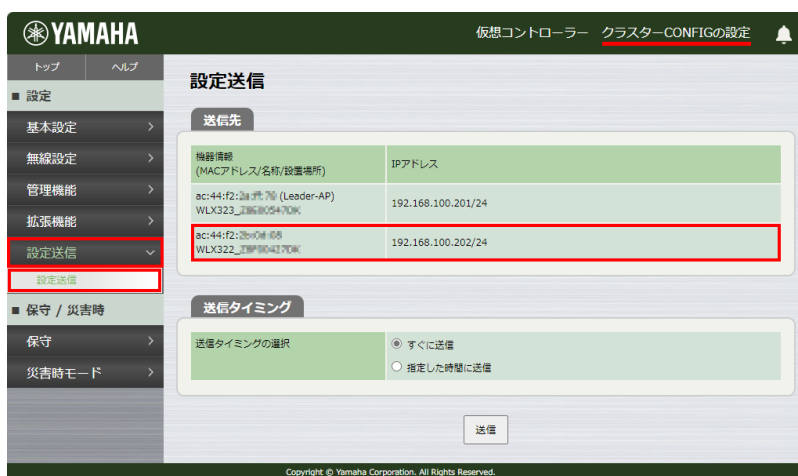 YAMAHA
仮想コントローラー クラスターCONFIGの設定
トップ ヘルプ
■ 設定
基本設定
無線設定
管理機能
拡張機能
設定送信
設定送信
■ 保守 / 災害時
保守
災害時モード
設定送信
送信先
機器情報
(MACアドレス/名称/設置場所)
IPアドレス
ac:44:f2: (Leader-AP)
WLX323_
192.168.100.201/24
ac:44:f2:
WLX322_
192.168.100.202/24
送信タイミング
送信タイミングの選択
すぐに送信
指定した時間に送信
送信
Copyright © Yamaha Corporation. All Rights Reserved.